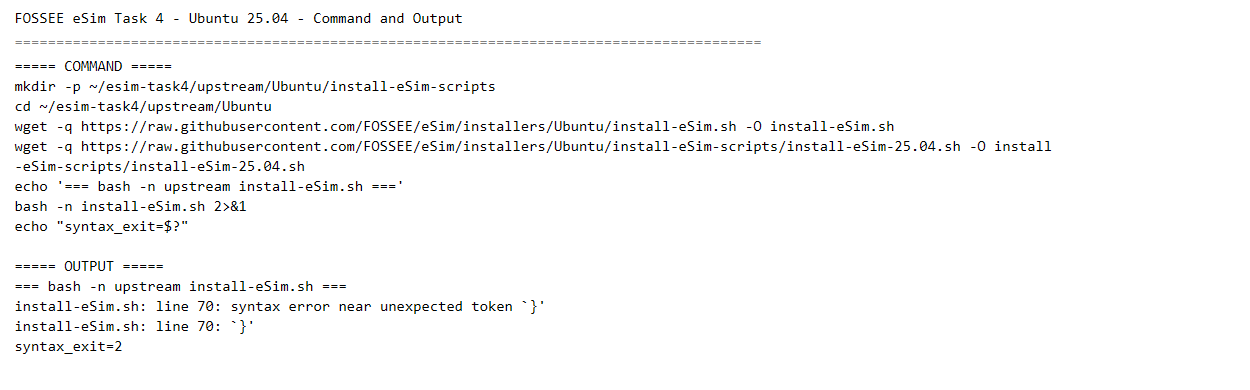 FOSSEE eSim Task 4 - Ubuntu 25.04 - Command and Output
==========================================================================================
===== COMMAND =====
mkdir -p ~/esim-task4/upstream/Ubuntu/install-eSim-scripts
cd ~/esim-task4/upstream/Ubuntu
wget -q https://raw.githubusercontent.com/FOSSEE/eSim/installers/Ubuntu/install-eSim.sh -O install-eSim.sh
wget -q https://raw.githubusercontent.com/FOSSEE/eSim/installers/Ubuntu/install-eSim-scripts/install-eSim-25.04.sh -O install
-eSim-scripts/install-eSim-25.04.sh
echo '=== bash -n upstream install-eSim.sh ==='
bash -n install-eSim.sh 2>&1
echo "syntax_exit=$?"
===== OUTPUT =====
=== bash -n upstream install-eSim.sh ===
install-eSim.sh: line 70: syntax error near unexpected token `}'
install-eSim.sh: line 70: `}'
syntax_exit=2